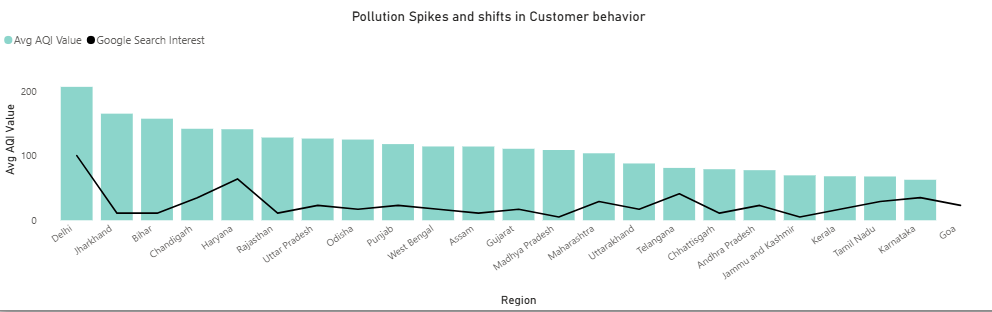 Pollution Spikes and shifts in Customer behavior
Avg AQI Value Google Search Interest
Avg AQI Value
200
100
0
Delhi
Jharkhand
Bihar
Chandigarh
Haryana
Rajasthan
Uttar Pradesh
Odisha
Punjab
West Bengal
Assam
Gujarat
Madhya Pradesh
Maharashtra
Uttarakhand
Telangana
Chhattisgarh
Andhra Pradesh
Jammu and Kashmir
Kerala
Tamil Nadu
Karnataka
Goa
Region